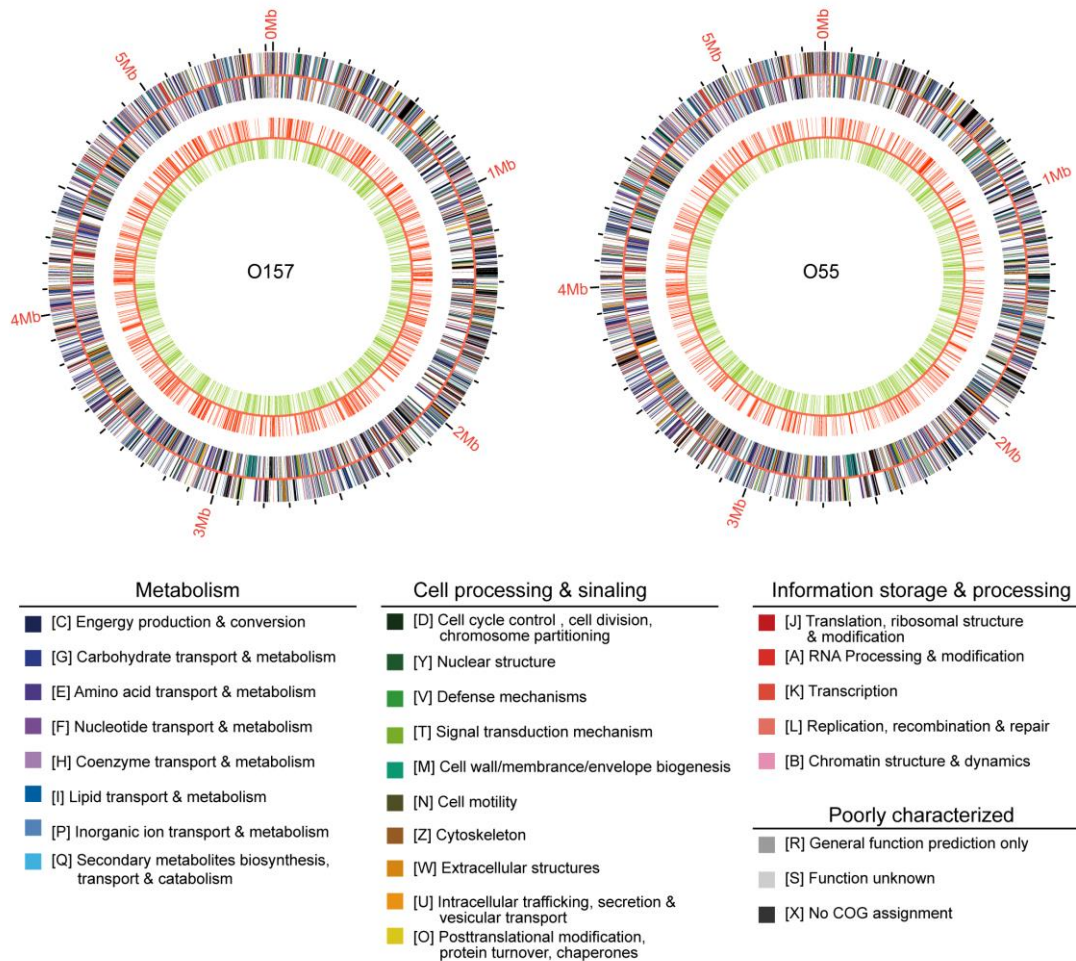 0Mb
1Mb
2Mb
3Mb
4Mb
5Mb
O157
0Mb
1Mb
2Mb
3Mb
4Mb
5Mb
O55
Metabolism
[C] Engergy production & conversion
[G] Carbohydrate transport & metabolism
[E] Amino acid transport & metabolism
[F] Nucleotide transport & metabolism
[H] Coenzyme transport & metabolism
[I] Lipid transport & metabolism
[P] Inorganic ion transport & metabolism
[Q] Secondary metabolites biosynthesis,
transport & catabolism
Cell processing & sinaling
[D] Cell cycle control , cell division,
chromosome partitioning
[Y] Nuclear structure
[V] Defense mechanisms
[T] Signal transduction mechanism
[M] Cell wall/membrance/envelope biogenesis
[N] Cell motility
[Z] Cytoskeleton
[W] Extracellular structures
[U] Intracellular trafficking, secretion &
vesicular transport
[O] Posttranslational modification,
protein turnover, chaperones
Information storage & processing
[J] Translation, ribosomal structure
& modification
[A] RNA Processing & modification
[K] Transcription
[L] Replication, recombination & repair
[B] Chromatin structure & dynamics
Poorly characterized
[R] General function prediction only
[S] Function unknown
[X] No COG assignment